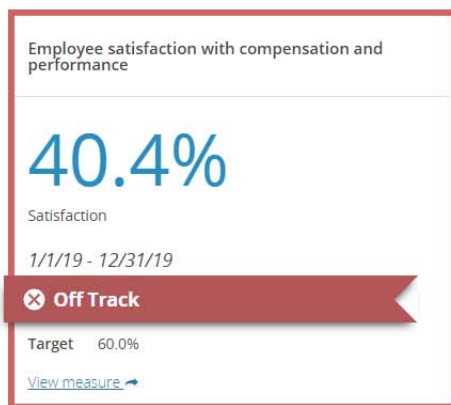 Employee satisfaction with compensation and
performance
40.4%
Satisfaction
1/1/19 - 12/31/19
Off Track
Target 60.0%
View measure